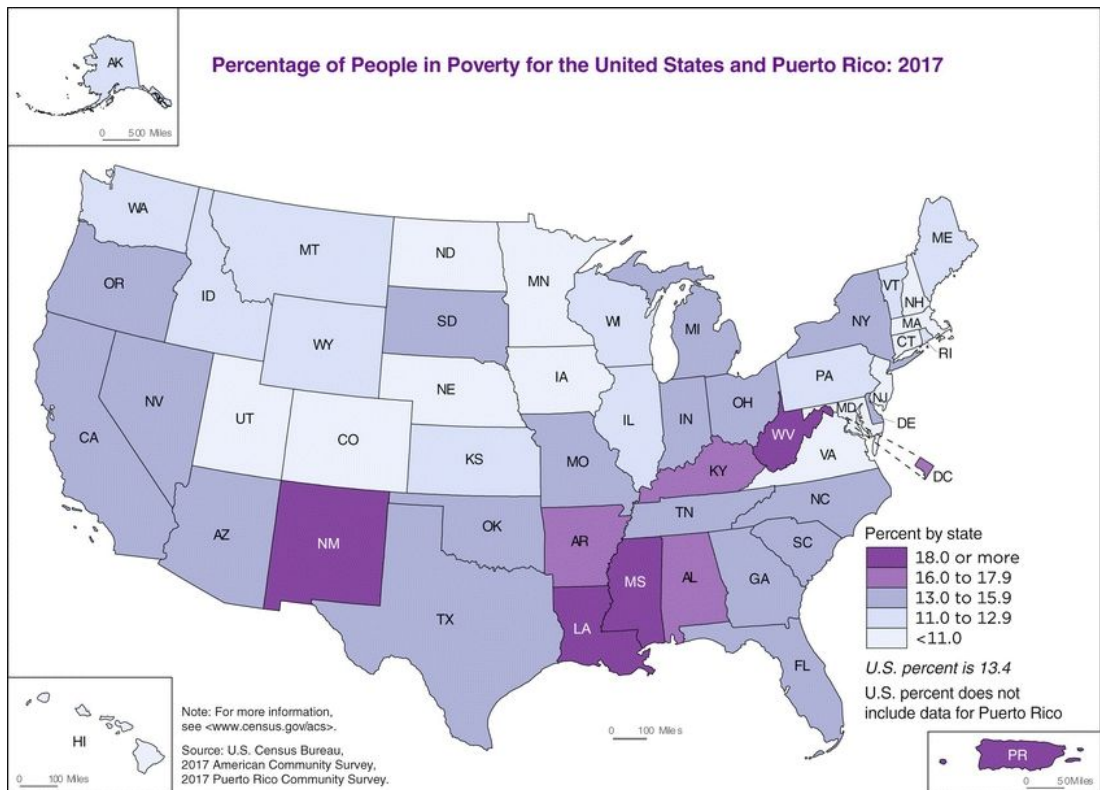 Percentage of People in Poverty for the United States and Puerto Rico: 2017
AK
0 500 Miles
WA
MT
ND
MN
ME
OR
ID
SD
WI
MI
VT
NH
NY
MA
CT
RI
WY
NE
IA
PA
NJ
NV
UT
CO
IL
IN
OH
MD
DE
CA
KS
MO
WV
VA
DC
KY
NC
AZ
NM
OK
AR
TN
SC
MS
AL
GA
TX
LA
FL
Percent by state
18.0 or more
16.0 to 17.9
13.0 to 15.9
11.0 to 12.9
<11.0
U.S. percent is 13.4
U.S. percent does not
include data for Puerto Rico
HI
0 100 Miles
Note: For more information,
see <www.census.gov/acs>.
Source: U.S. Census Bureau,
2017 American Community Survey,
2017 Puerto Rico Community Survey.
0 100 Miles
PR
0 50Miles